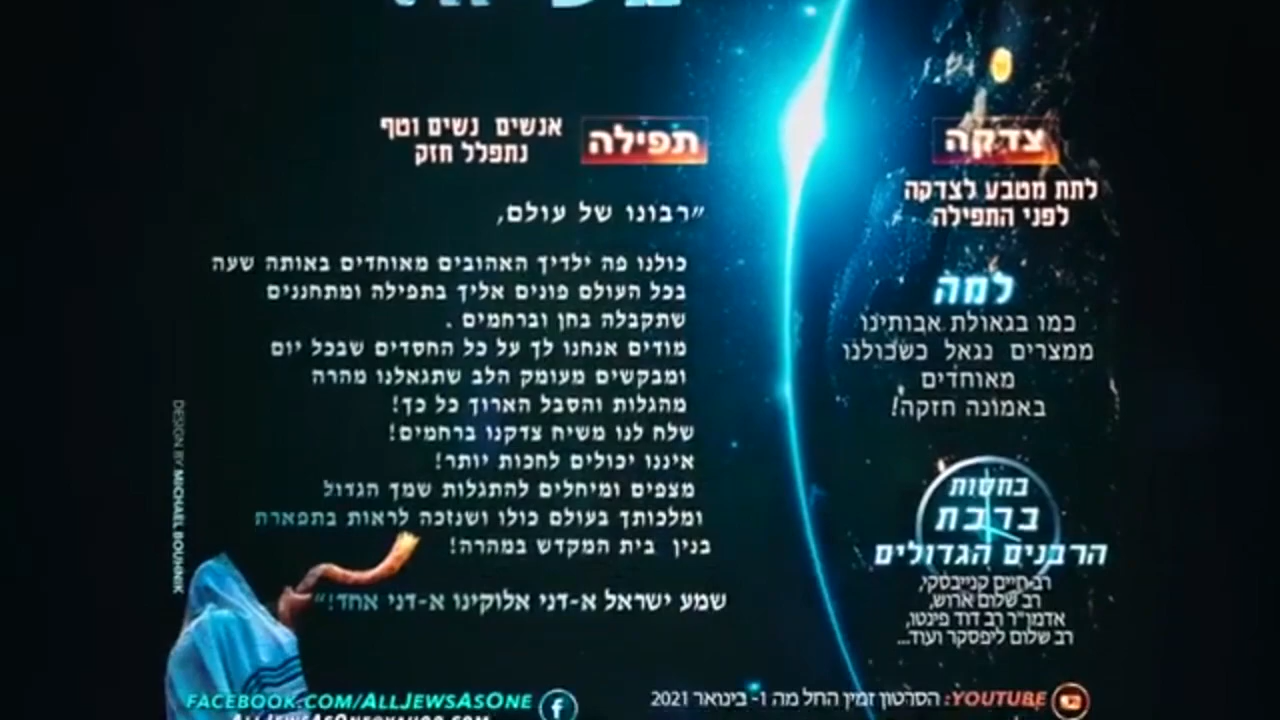 צדקה
לתת מטבע לצדקה
לפני התפילה
למה
כמו בגאולת אבותינו
ממצרים נגאל כשכולנו
מאוחדים
באמונה חזקה!
בחסות
ברכת
הרבנים הגדולים
רב חיים קנייבסקי,
רב שלום ארוש,
אדמו״ר רב דוד פינטו,
רב שלום ליפסקר ועוד...
תפילה
אנשים נשים וטף
נתפלל חזק
״רבונו של עולם,
כולנו פה ילדיך האהובים מאוחדים באותה שעה
בכל העולם פונים אליך בתפילה ומתחננים
שתקבלה בחן וברחמים .
מודים אנחנו לך על כל החסדים שבכל יום
ומבקשים מעומק הלב שתגאלנו מהרה
מהגלות והסבל הארוך כל כך!
שלח לנו משיח צדקנו ברחמים!
איננו יכולים לחכות יותר!
מצפים ומיחלים להתגלות שמך הגדול
ומלכותך בעולם כולו ושנזכה לראות בתפארת
בנין בית המקדש במהרה!
שמע ישראל א-דני אלוקינו א-דני אחד!״
DESIGN BY MICHAEL BOUHNIK
YOUTUBE: הסרטון זמין החל מה 1- בינואר 2021
FACEBOOK.COM/ALLJEWSASONE
ALLJEWSASONE@YAHOO.COM